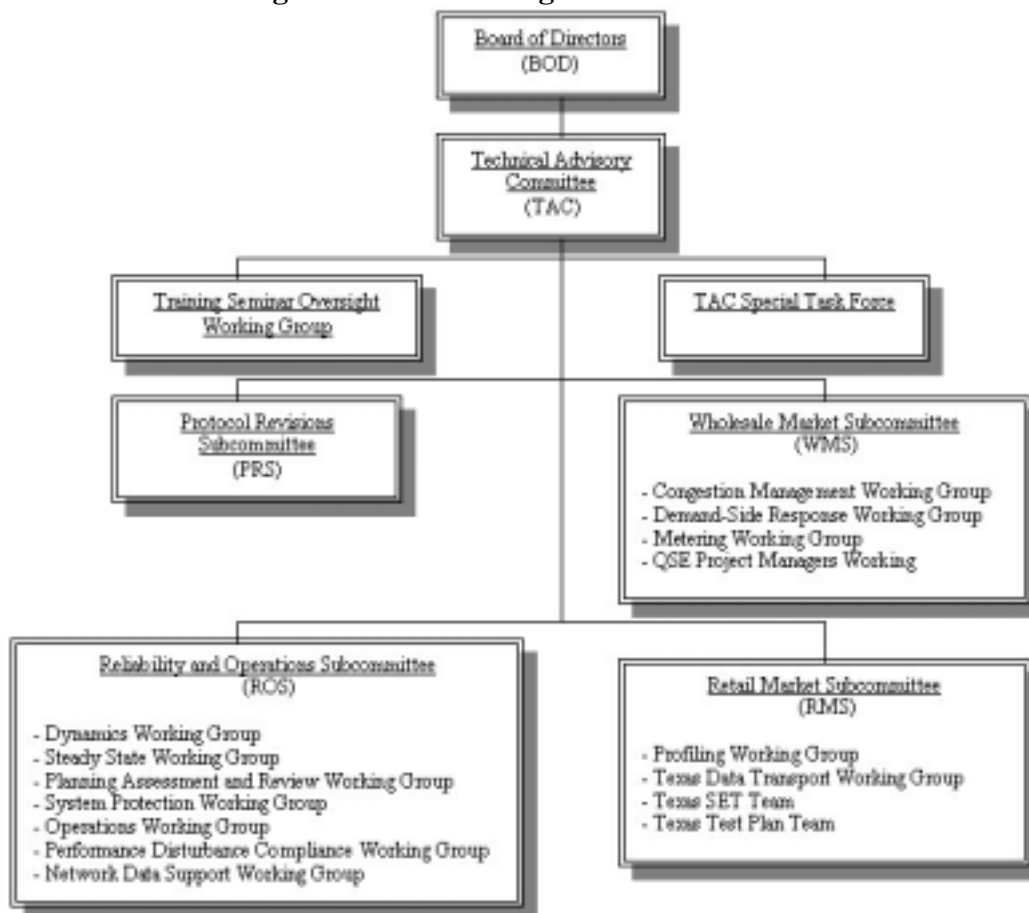 Board of Directors
(BOD)
Technical Advisory
Committee
(TAC)
Training Seminar Oversight
Working Group
TAC Special Task Force
Protocol Revisions
Subcommittee
(PRS)
Wholesale Market Subcommittee
(WMS)
- Congestion Management Working Group
- Demand-Side Response Working Group
- Metering Working Group
- QSE Project Managers Working
Reliability and Operations Subcommittee
(ROS)
- Dynamics Working Group
- Steady State Working Group
- Planning Assessment and Review Working Group
- System Protection Working Group
- Operations Working Group
- Performance Disturbance Compliance Working Group
- Network Data Support Working Group
Retail Market Subcommittee
(RMS)
- Profiling Working Group
- Texas Data Transport Working Group
- Texas SET Team
- Texas Test Plan Team